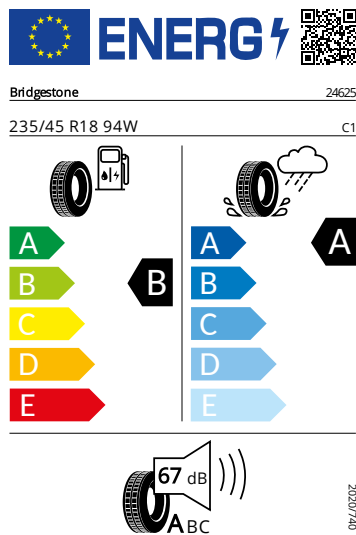 ENERG
Bridgestone
24625
235/45 R18 94W
C1
A
B
C
D
E
B
A
B
C
D
E
A
67 dB
ABC
2020/740